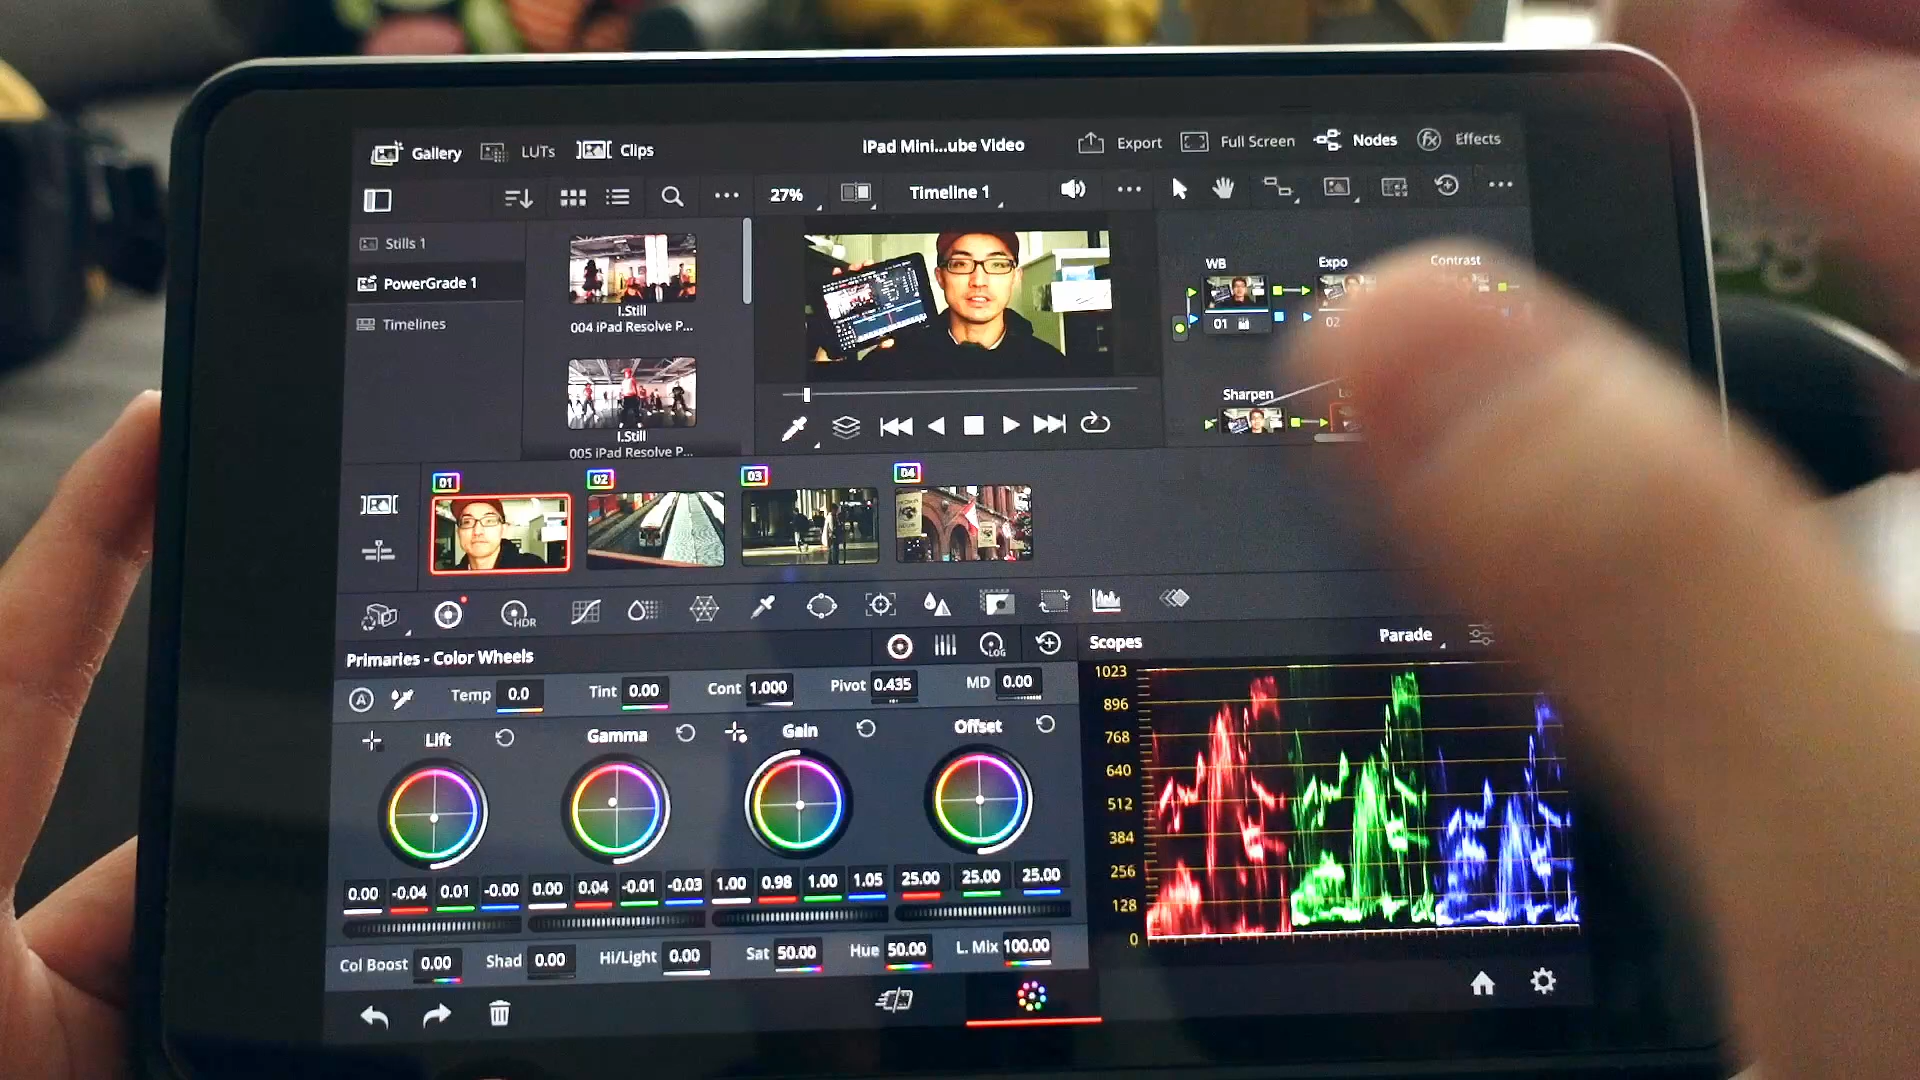 Gallery LUTs Clips iPad Mini...ube Video Export Full Screen Nodes Effects
27% Timeline 1
Stills 1
PowerGrade 1
Timelines
1.Still
004 iPad Resolve P...
1.Still
005 iPad Resolve P...
WB Expo Contrast
01 02
Sharpen
01 02 03 04
HDR
Primaries - Color Wheels LOG
Scopes Parade
A Temp 0.0 Tint 0.00 Cont 1.000 Pivot 0.435 MD 0.00
Lift Gamma Gain Offset
0.00 -0.04 0.01 -0.00 0.00 0.04 -0.01 -0.03 1.00 0.98 1.00 1.05 25.00 25.00 25.00
Col Boost 0.00 Shad 0.00 Hi/Light 0.00 Sat 50.00 Hue 50.00 L. Mix 100.00
1023
896
768
640
512
384
256
128
0